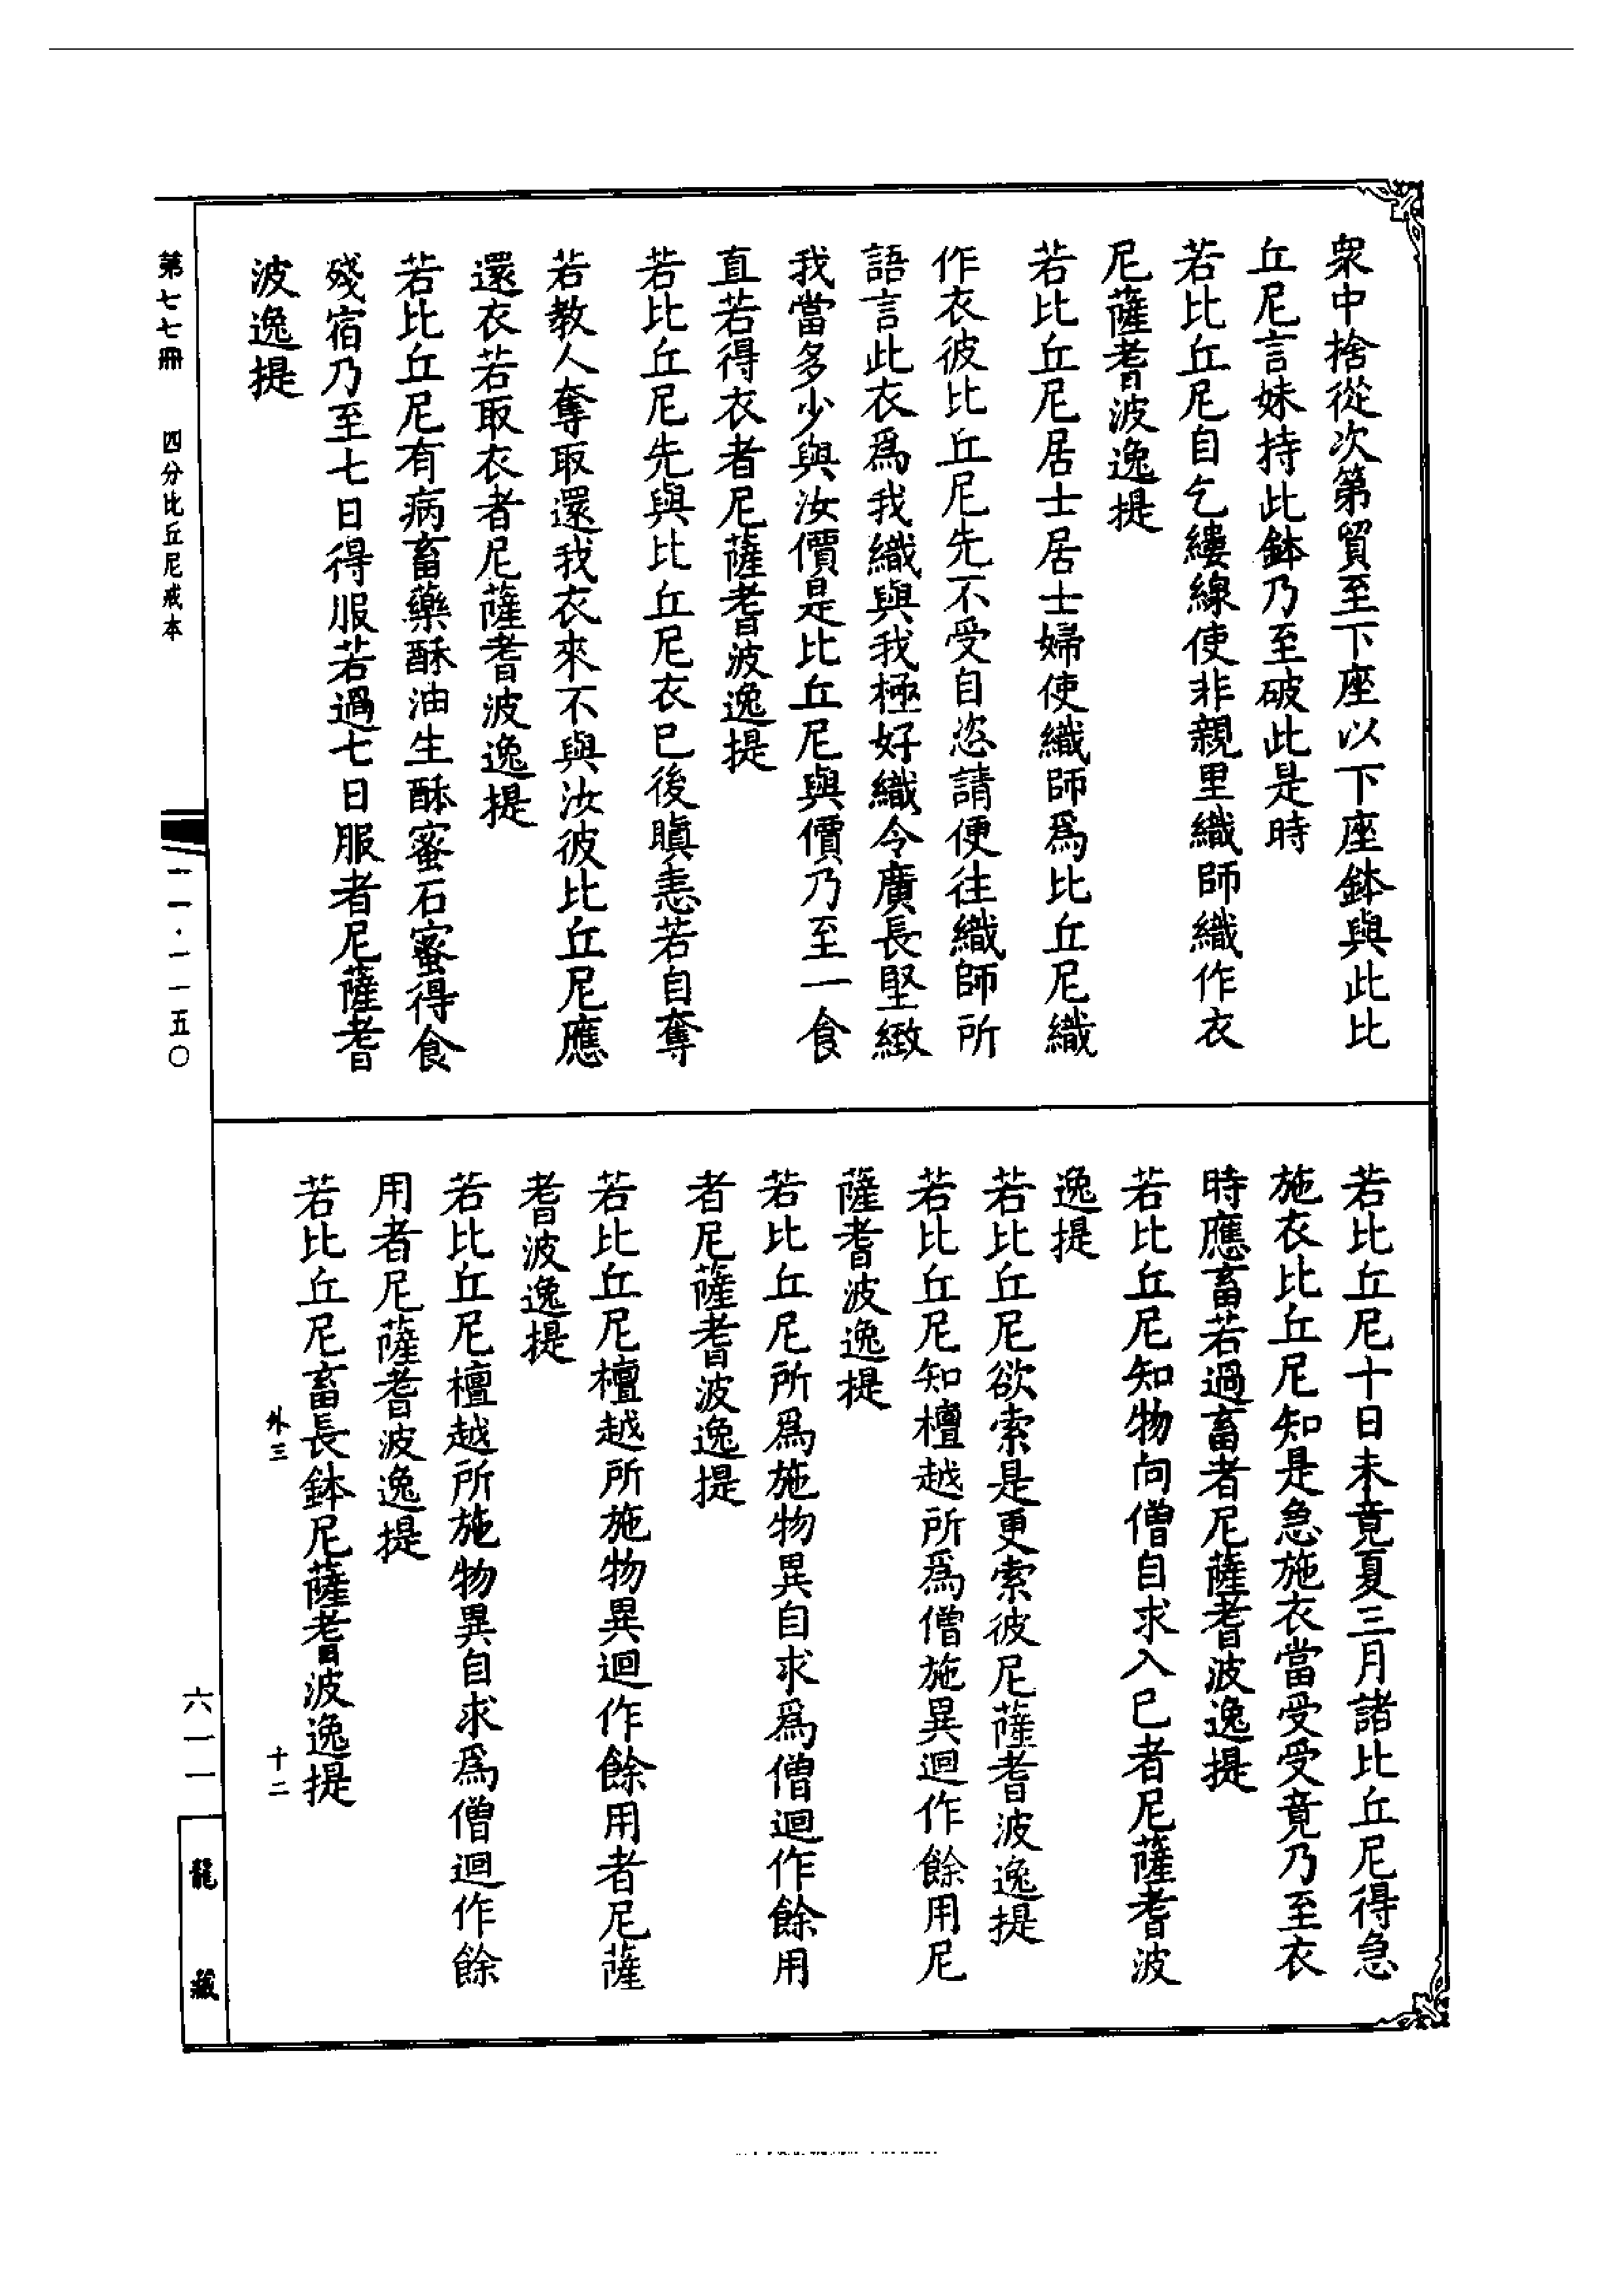 衆中捨從次第貿至下座以下座鉢與此比
丘尼言妹持此鉢乃至破此是時
若比丘尼自乞縷線使非親里織師織作衣
尼薩耆波逸提
若比丘尼居士居士婦使織師爲比丘尼織
作衣彼比丘尼先不受自恣請便往織師所
語言此衣爲我織與我極好織令廣長堅緻
我當多少與汝價是比丘尼與價乃至一食
直若得衣者尼薩耆波逸提
若比丘尼先與比丘尼衣已後瞋恚若自奪
若教人奪取還我衣來不與汝彼比丘尼應
還衣若取衣者尼薩耆波逸提
若比丘尼有病畜藥酥油生酥蜜石蜜得食
殘宿乃至七日得服若過七日服者尼薩耆
波逸提
若比丘尼十日未竟夏三月諸比丘尼得急
施衣比丘尼知是急施衣當受受竟乃至衣
時應畜若過畜者尼薩耆波逸提
若比丘尼知物向僧自求入已者尼薩耆波
逸提
若比丘尼欲索是更索彼尼薩耆波逸提
若比丘尼知檀越所爲僧施異迴作餘用尼
薩耆波逸提
若比丘尼所爲施物異自求爲僧迴作餘用
者尼薩耆波逸提
若比丘尼檀越所施物異迴作餘用者尼薩
耆波逸提
若比丘尼檀越所施物異自求爲僧迴作餘
用者尼薩耆波逸提
若比丘尼畜長鉢尼薩耆波逸提
外三 十二
第七七冊 四分比丘尼戒本
一一·一一五〇
六一一
龍藏